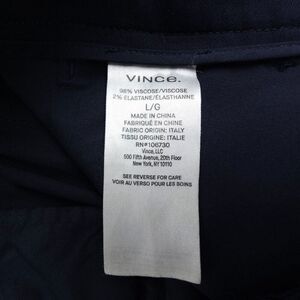 VINCE.
98% VISCOSE/VISCOSE
2% ELASTANE/ÉLASTHANNE
L/G
MADE IN CHINA
FABRIQUÉ EN CHINE
FABRIC ORIGIN: ITALY
TISSU ORIGINE: ITALIE
RN#106730
Vince, LLC
500 Fifth Avenue, 20th Floor
New York, NY 10110
SEE REVERSE FOR CARE
VOIR AU VERSO POUR LES SOINS